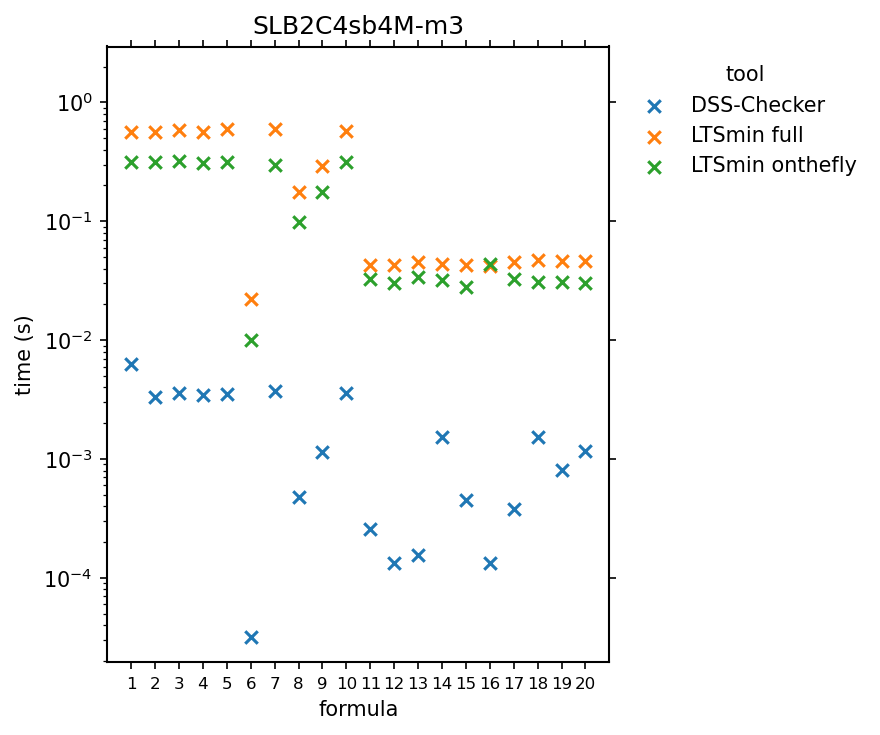 SLB2C4sb4M-m3
tool
DSS-Checker
LTSmin full
LTSmin onthefly
10⁰
10⁻¹
10⁻²
10⁻³
10⁻⁴
time (s)
1 2 3 4 5 6 7 8 9 10 11 12 13 14 15 16 17 18 19 20
formula